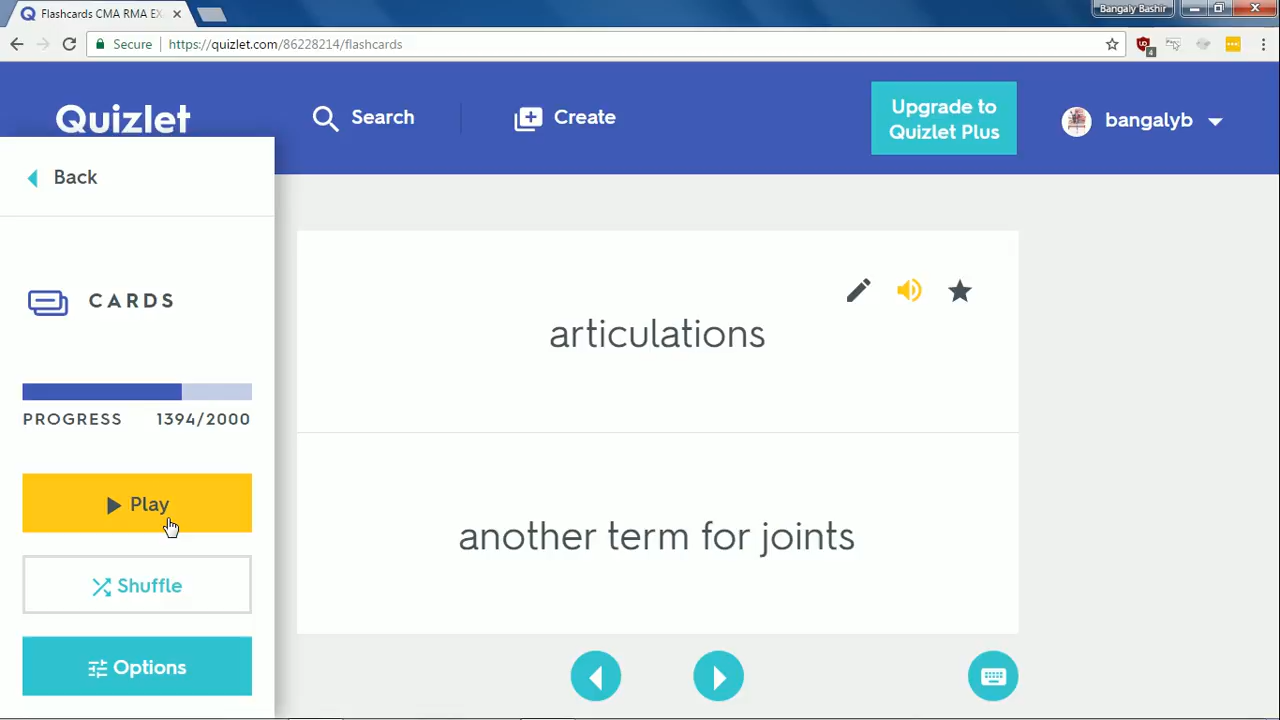 Flashcards CMA RMA EX
Bangaly Bashir
Secure
https://quizlet.com/86228214/flashcards
4
Quizlet
Search
Create
Upgrade to
Quizlet Plus
bangalyb
Back
CARDS
PROGRESS 1394/2000
Play
Shuffle
Options
articulations
another term for joints